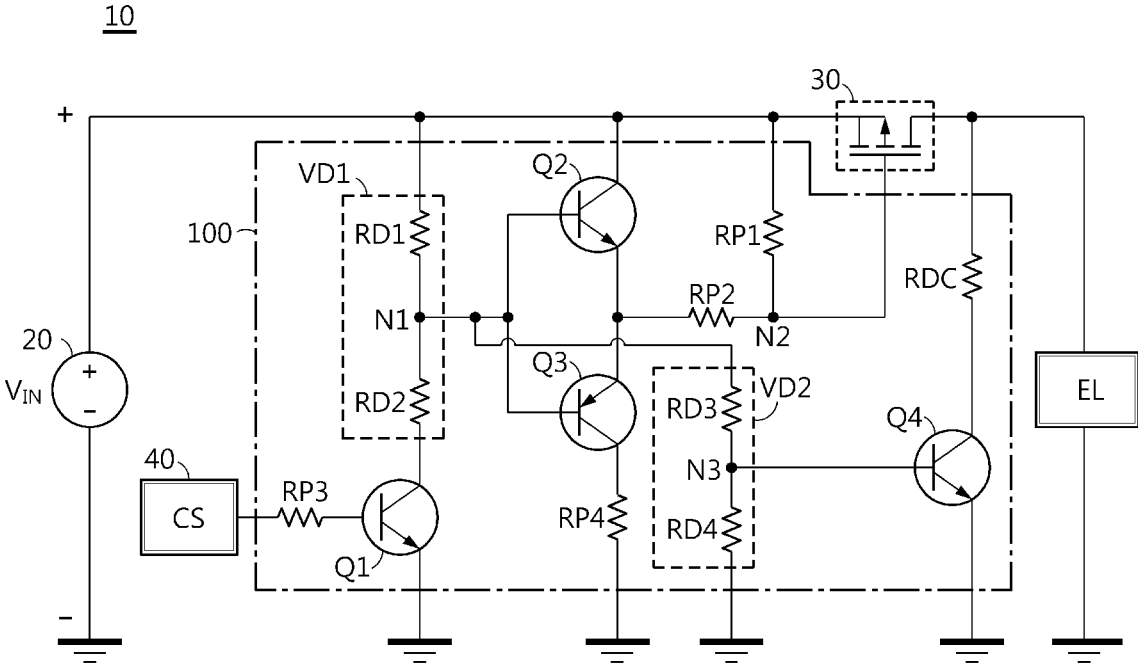 10
+
30
VD1
Q2
100
RD1
RP1
RDC
N1
RP2
N2
20
V_IN
+
−
Q3
VD2
RD2
RD3
EL
Q4
40
CS
RP3
N3
RP4
RD4
Q1
−